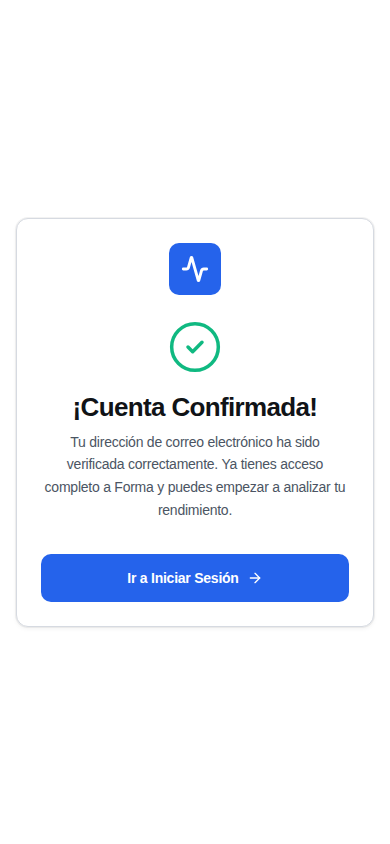 ¡Cuenta Confirmada!
Tu dirección de correo electrónico ha sido
verificada correctamente. Ya tienes acceso
completo a Forma y puedes empezar a analizar tu
rendimiento.
Ir a Iniciar Sesión